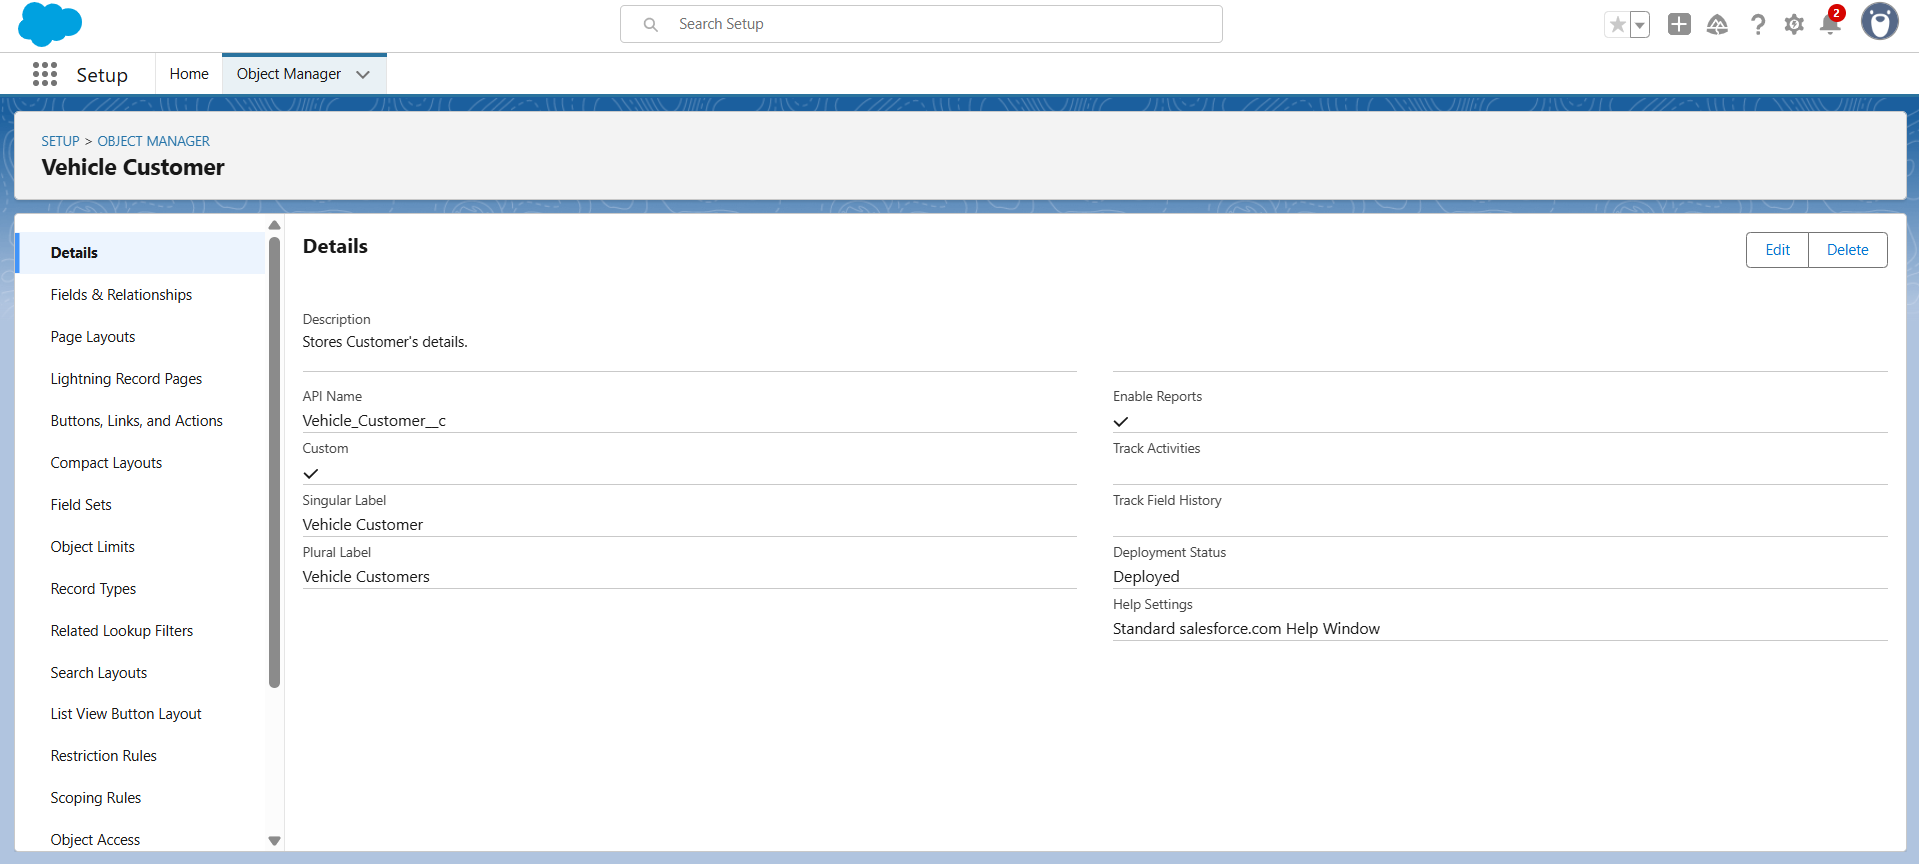 Search Setup
2
Setup
Home
Object Manager
SETUP > OBJECT MANAGER
Vehicle Customer
Details
Fields & Relationships
Page Layouts
Lightning Record Pages
Buttons, Links, and Actions
Compact Layouts
Field Sets
Object Limits
Record Types
Related Lookup Filters
Search Layouts
List View Button Layout
Restriction Rules
Scoping Rules
Object Access
Details
Edit
Delete
Description
Stores Customer's details.
API Name
Vehicle_Customer__c
Custom
Singular Label
Vehicle Customer
Plural Label
Vehicle Customers
Enable Reports
Track Activities
Track Field History
Deployment Status
Deployed
Help Settings
Standard salesforce.com Help Window